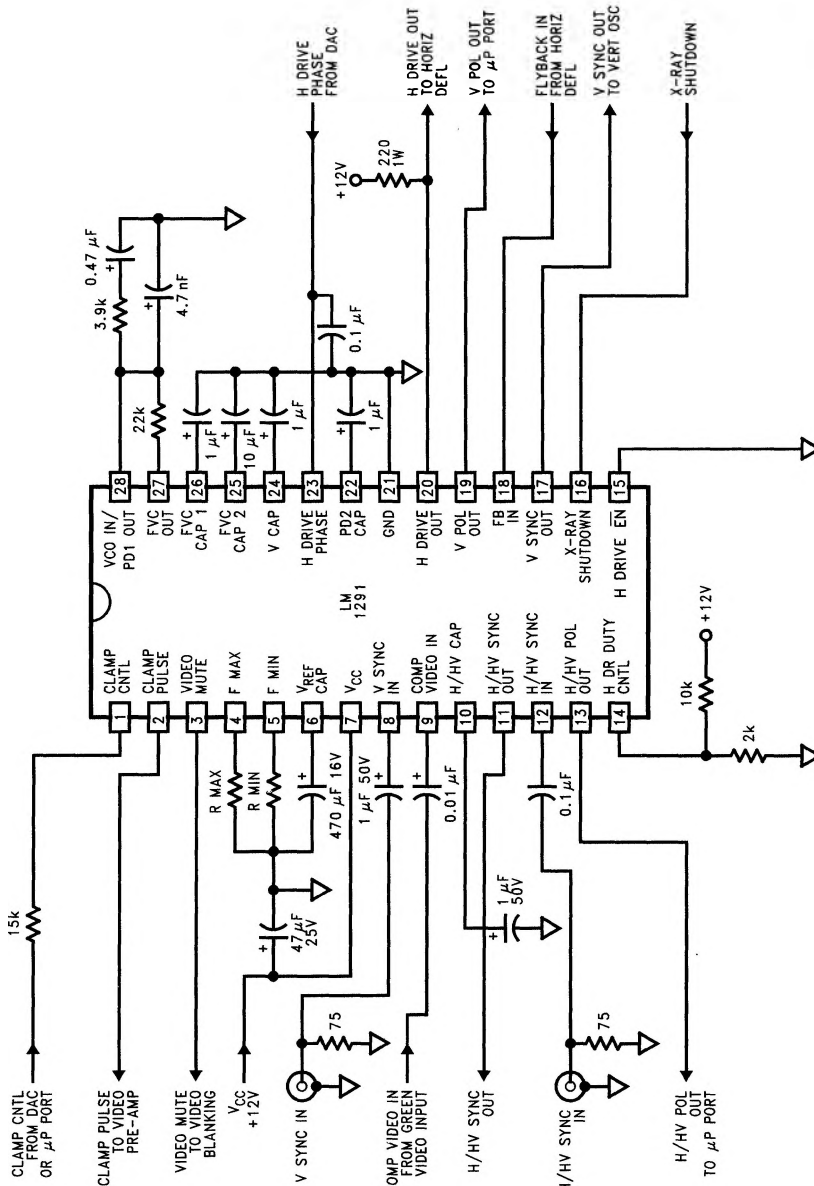 CLAMP CNTL
FROM DAC
OR μP PORT
15k
CLAMP PULSE
TO VIDEO
PRE-AMP
VIDEO MUTE
TO VIDEO
BLANKING
VCC
+12V
47 μF
25V
+
V SYNC IN
75
OMP VIDEO IN
FROM GREEN
VIDEO INPUT
H/HV SYNC
OUT
I/HV SYNC
IN
75
H/HV POL
OUT
TO μP PORT
R MAX
R MIN
+
470 μF 16V
+
1 μF 50V
+
0.01 μF
+
1 μF
50V
0.1 μF
10k
+12V
2k
1
CLAMP
CNTL
2
CLAMP
PULSE
3
VIDEO
MUTE
4
F MAX
5
F MIN
6
VREF
CAP
7
VCC
8
V SYNC
IN
9
COMP
VIDEO IN
10
H/HV CAP
11
H/HV SYNC
OUT
12
H/HV SYNC
IN
13
H/HV POL
OUT
14
H DR DUTY
CNTL
LM
1291
28
VCO IN/
PD1 OUT
27
FVC
OUT
26
FVC
CAP 1
25
FVC
CAP 2
24
V CAP
23
H DRIVE
PHASE
22
PD2
CAP
21
GND
20
H DRIVE
OUT
19
V POL OUT
18
FB
IN
17
V SYNC
OUT
16
X-RAY
SHUTDOWN
15
H DRIVE EN
22k
3.9k
+
0.47 μF
+
4.7 nF
+
1 μF
+
10 μF
+
1 μF
+
1 μF
0.1 μF
+12V
220
1W
H DRIVE
PHASE
FROM DAC
H DRIVE OUT
TO HORIZ
DEFL
V POL OUT
TO μP PORT
FLYBACK IN
FROM HORIZ
DEFL
V SYNC OUT
TO VERT OSC
X-RAY
SHUTDOWN